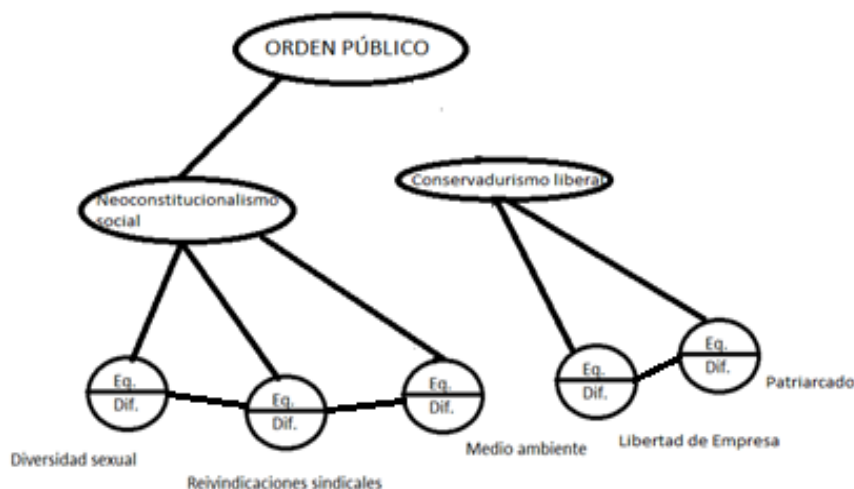 ORDEN PÚBLICO
Conservadurismo liberal
Neoconstitucionalismo
social
Eq.
Dif.
Eq.
Dif.
Eq.
Dif.
Eq.
Dif.
Eq.
Dif.
Patriarcado
Diversidad sexual
Reivindicaciones sindicales
Medio ambiente
Libertad de Empresa